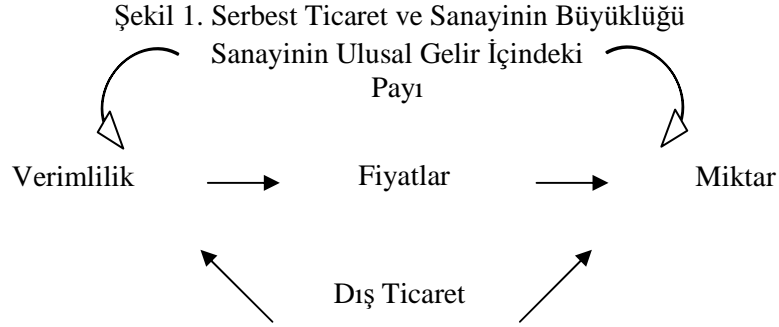 Şekil 1. Serbest Ticaret ve Sanayinin Büyüklüğü
Sanayinin Ulusal Gelir İçindeki
Payı
Verimlilik Fiyatlar Miktar
Dış Ticaret